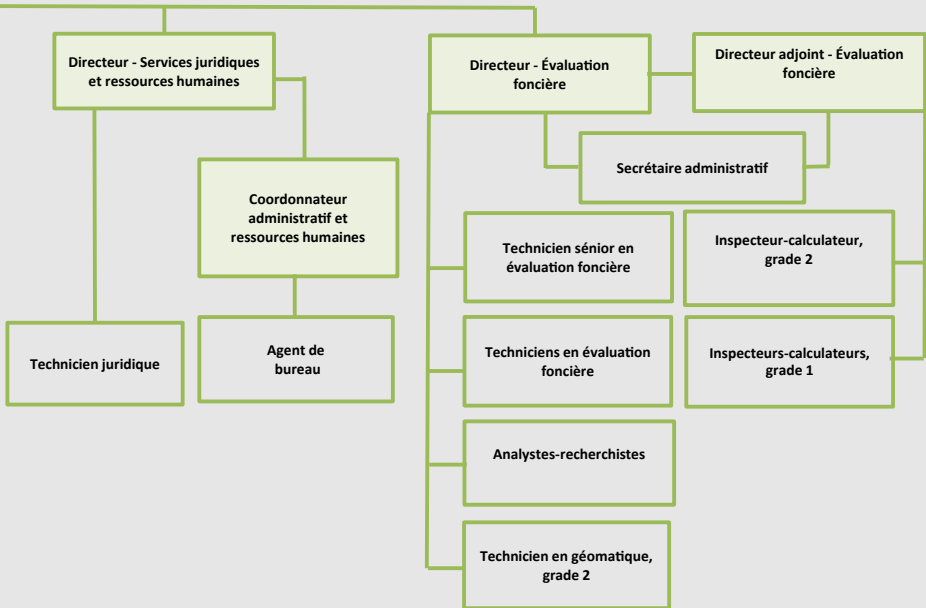 Directeur - Services juridiques
et ressources humaines
Directeur - Évaluation
foncière
Directeur adjoint - Évaluation
foncière
Secrétaire administratif
Coordonnateur
administratif et
ressources humaines
Technicien sénior en
évaluation foncière
Inspecteur-calculateur,
grade 2
Technicien juridique
Agent de
bureau
Techniciens en évaluation
foncière
Inspecteurs-calculateurs,
grade 1
Analystes-recherchistes
Technicien en géomatique,
grade 2